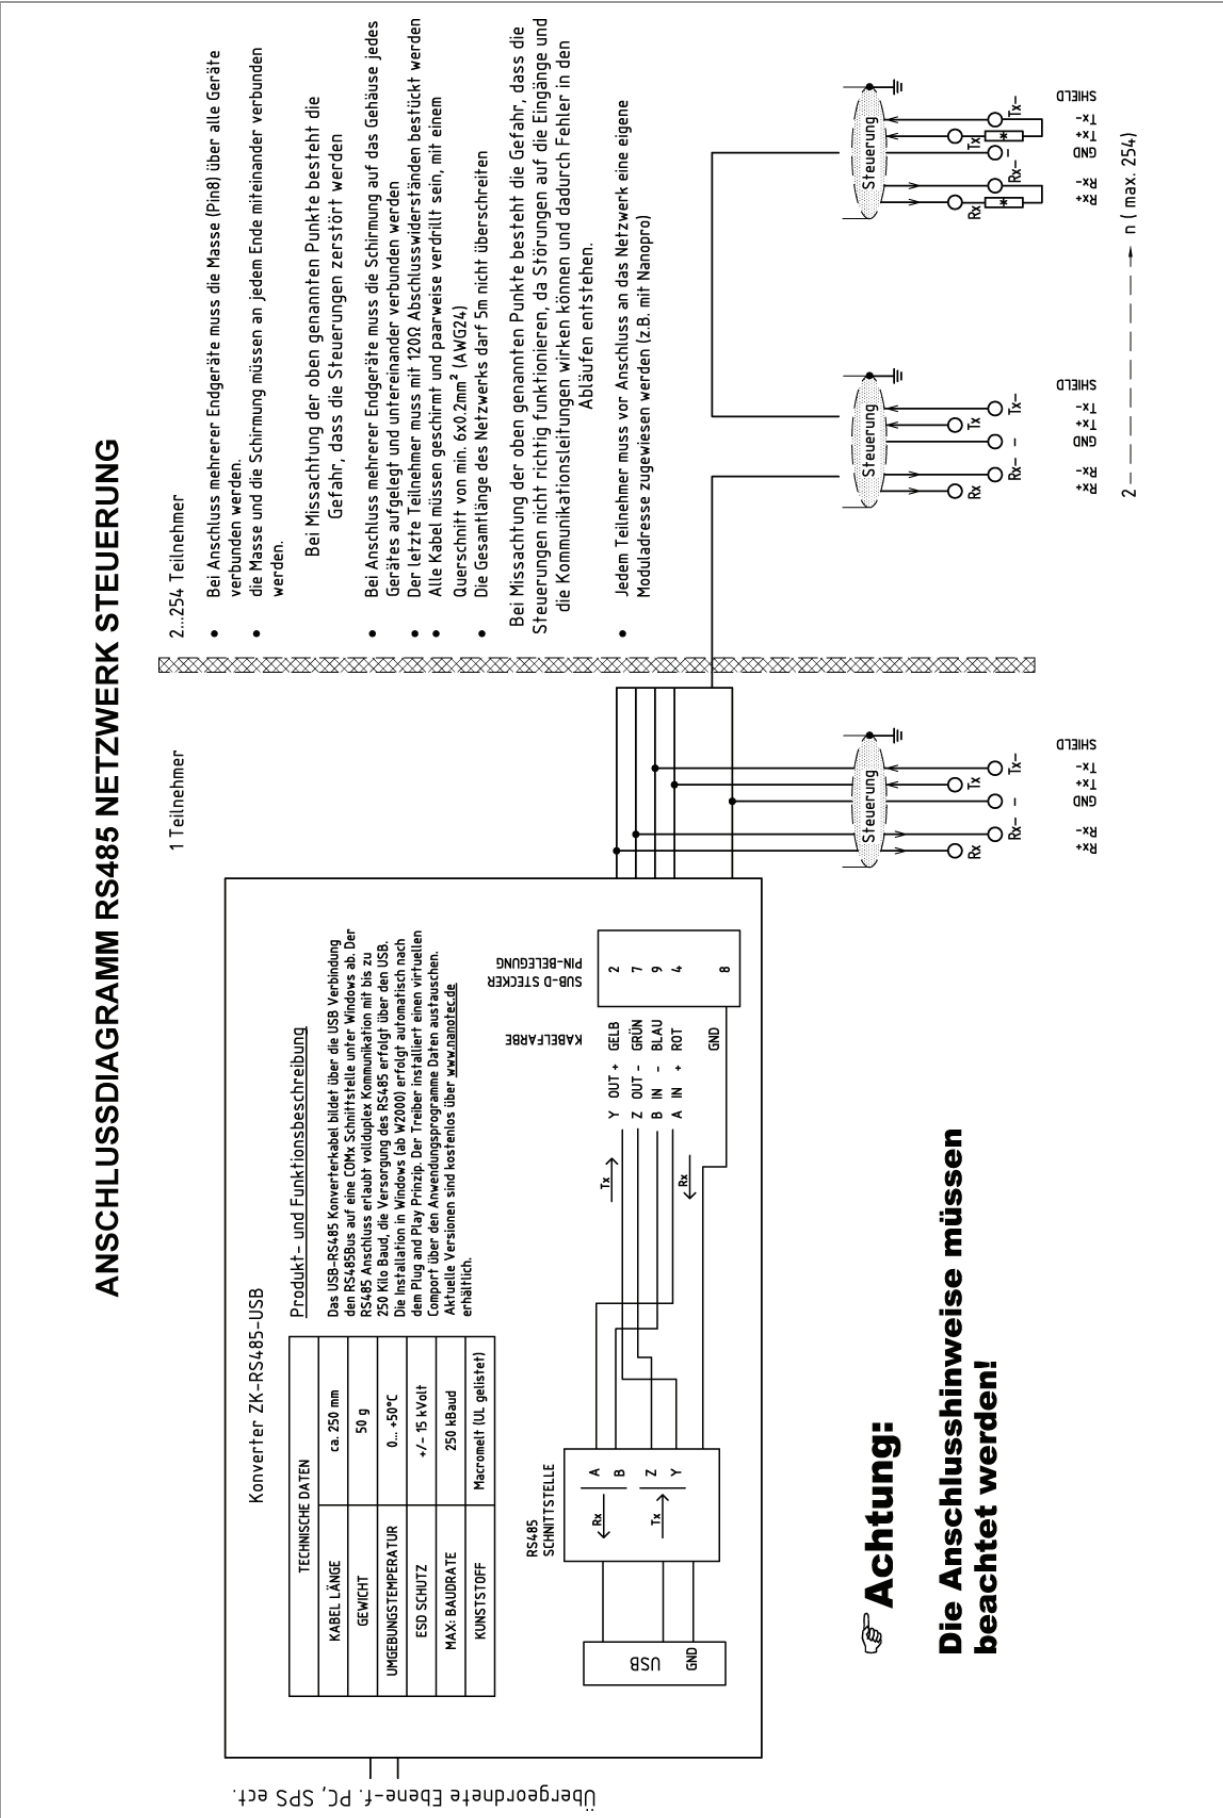 ANSCHLUSSDIAGRAMM RS485 NETZWERK STEUERUNG
Konverter ZK-RS485-USB
TECHNISCHE DATEN
KABEL LÄNGE ca. 250 mm
GEWICHT 50 g
UMGEBUNGSTEMPERATUR 0... +50°C
ESD SCHUTZ +/- 15 kVolt
MAX: BAUDRATE 250 kBaud
KUNSTSTOFF Macromelt (UL gelistet)
Produkt- und Funktionsbeschreibung
Das USB-RS485 Konverterkabel bildet über die USB Verbindung
den RS485Bus auf eine COMx Schnittstelle unter Windows ab. Der
RS485 Anschluss erlaubt vollduplex Kommunikation mit bis zu
250 Kilo Baud, die Versorgung des RS485 erfolgt über den USB.
Die Installation in Windows (ab W2000) erfolgt automatisch nach
dem Plug and Play Prinzip. Der Treiber installiert einen virtuellen
Comport über den Anwendungsprogramme Daten austauschen.
Aktuelle Versionen sind kostenlos über www.nanotec.de
erhältlich.
Übergeordnete Ebene-f. PC, SPS ect.
USB
GND
RS485
SCHNITTSTELLE
Rx
Tx
A
B
Z
Y
Tx
Rx
KABELFARBE
SUB-D STECKER
PIN-BELEGUNG
Y OUT + GELB 2
Z OUT - GRÜN 7
B IN - BLAU 9
A IN + ROT 4
GND 8
1 Teilnehmer
2...254 Teilnehmer
• Bei Anschluss mehrerer Endgeräte muss die Masse (Pin8) über alle Geräte
verbunden werden.
• die Masse und die Schirmung müssen an jedem Ende miteinander verbunden
werden.
Bei Missachtung der oben genannten Punkte besteht die
Gefahr, dass die Steuerungen zerstört werden
• Bei Anschluss mehrerer Endgeräte muss die Schirmung auf das Gehäuse jedes
Gerätes aufgelegt und untereinander verbunden werden
• Der letzte Teilnehmer muss mit 120Ω Abschlusswiderständen bestückt werden
• Alle Kabel müssen geschirmt und paarweise verdrillt sein, mit einem
Querschnitt von min. 6x0.2mm² (AWG24)
• Die Gesamtlänge des Netzwerks darf 5m nicht überschreiten
Bei Missachtung der oben genannten Punkte besteht die Gefahr, dass die
Steuerungen nicht richtig funktionieren, da Störungen auf die Eingänge und
die Kommunikationsleitungen wirken können und dadurch Fehler in den
Abläufen entstehen.
• Jedem Teilnehmer muss vor Anschluss an das Netzwerk eine eigene
Moduladresse zugewiesen werden (z.B. mit Nanopro)
Steuerung
Rx Rx- - Tx Tx-
Rx+ Rx- GND Tx+ Tx- SHIELD
Steuerung
Rx Rx- - Tx Tx-
Rx+ Rx- GND Tx+ Tx- SHIELD
Steuerung
Rx Rx- - Tx Tx-
* *
Rx+ Rx- GND Tx+ Tx- SHIELD
2 n ( max. 254)
☞ Achtung:
Die Anschlusshinweise müssen
beachtet werden!